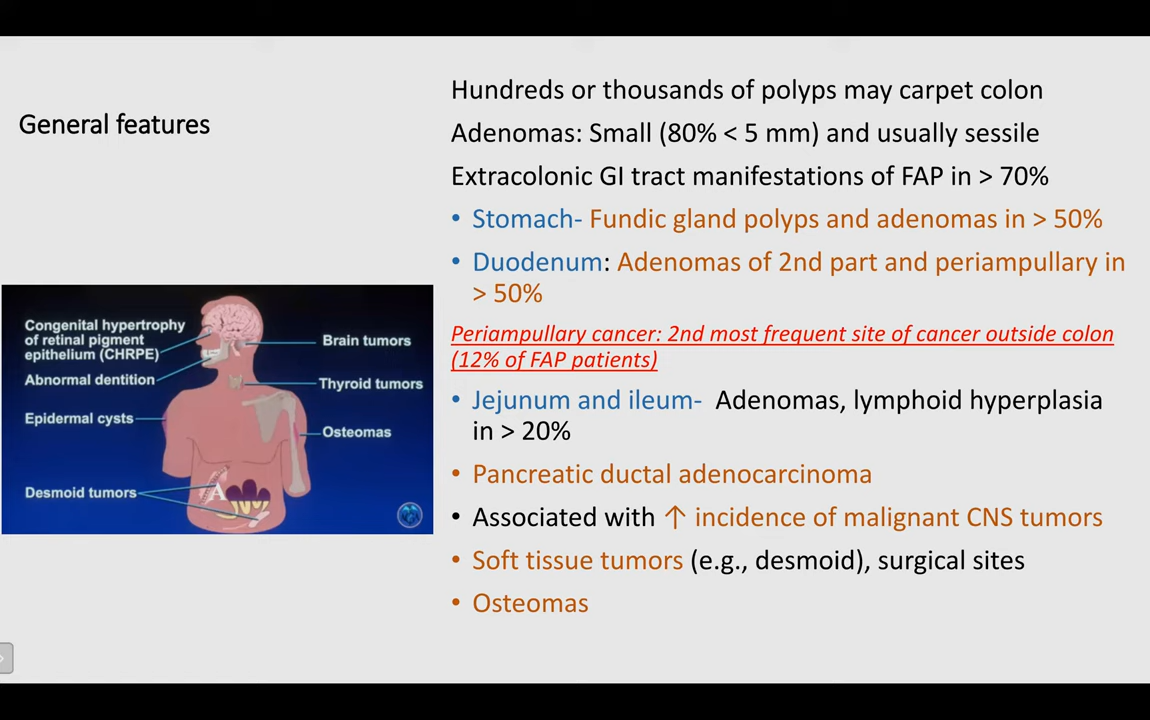 General features
Hundreds or thousands of polyps may carpet colon
Adenomas: Small (80% < 5 mm) and usually sessile
Extracolonic GI tract manifestations of FAP in > 70%
• Stomach- Fundic gland polyps and adenomas in > 50%
• Duodenum: Adenomas of 2nd part and periampullary in
> 50%
Periampullary cancer: 2nd most frequent site of cancer outside colon
(12% of FAP patients)
• Jejunum and ileum- Adenomas, lymphoid hyperplasia
in > 20%
• Pancreatic ductal adenocarcinoma
• Associated with ↑ incidence of malignant CNS tumors
• Soft tissue tumors (e.g., desmoid), surgical sites
• Osteomas
Congenital hypertrophy
of retinal pigment
epithelium (CHRPE)
Abnormal dentition
Epidermal cysts
Desmoid tumors
Brain tumors
Thyroid tumors
Osteomas
A